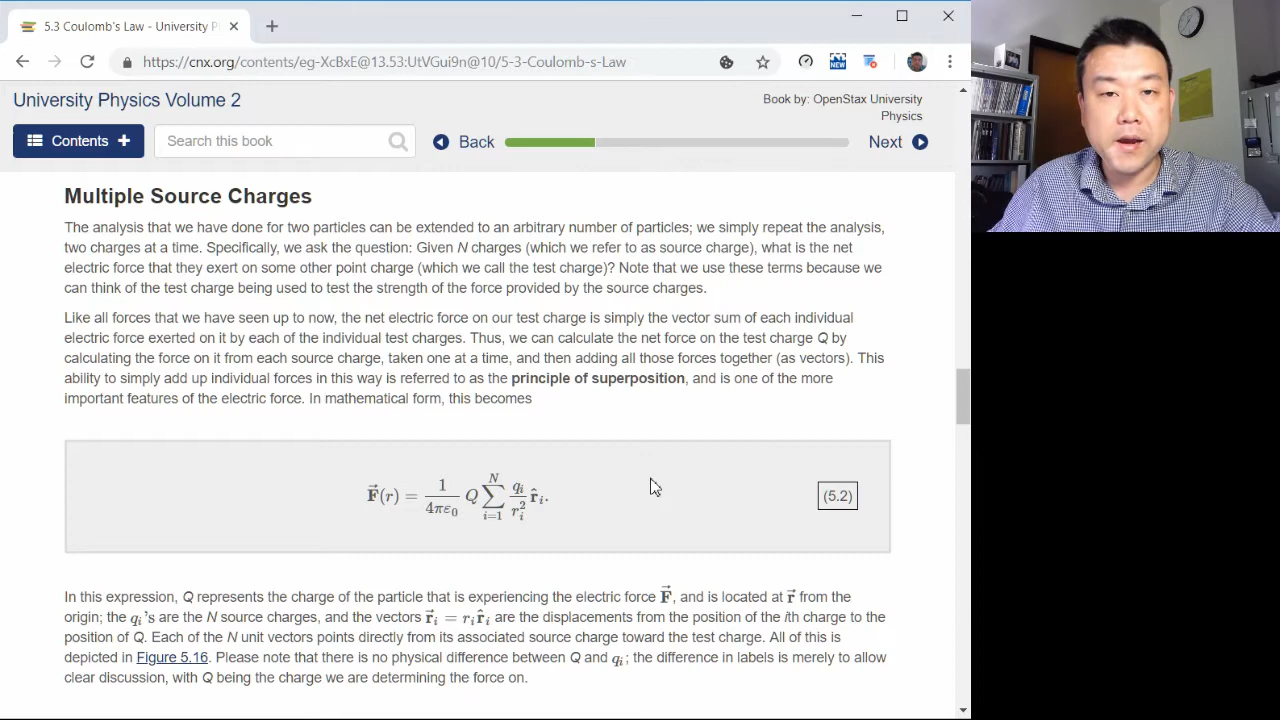 5.3 Coulomb's Law - University P
https://cnx.org/contents/eg-XcBxE@13.53:UtVGui9n@10/5-3-Coulomb-s-Law
NEW
University Physics Volume 2
Book by: OpenStax University
Physics
Contents +
Search this book
Back
Next
Multiple Source Charges
The analysis that we have done for two particles can be extended to an arbitrary number of particles; we simply repeat the analysis,
two charges at a time. Specifically, we ask the question: Given N charges (which we refer to as source charge), what is the net
electric force that they exert on some other point charge (which we call the test charge)? Note that we use these terms because we
can think of the test charge being used to test the strength of the force provided by the source charges.
Like all forces that we have seen up to now, the net electric force on our test charge is simply the vector sum of each individual
electric force exerted on it by each of the individual test charges. Thus, we can calculate the net force on the test charge Q by
calculating the force on it from each source charge, taken one at a time, and then adding all those forces together (as vectors). This
ability to simply add up individual forces in this way is referred to as the principle of superposition, and is one of the more
important features of the electric force. In mathematical form, this becomes
F⃗(r) = 1/(4πε₀) Q ∑_{i=1}^{N} q_i/r_i² r̂_i.
(5.2)
In this expression, Q represents the charge of the particle that is experiencing the electric force F⃗, and is located at r⃗ from the
origin; the q_i's are the N source charges, and the vectors r⃗_i = r_i r̂_i are the displacements from the position of the ith charge to the
position of Q. Each of the N unit vectors points directly from its associated source charge toward the test charge. All of this is
depicted in Figure 5.16. Please note that there is no physical difference between Q and q_i; the difference in labels is merely to allow
clear discussion, with Q being the charge we are determining the force on.